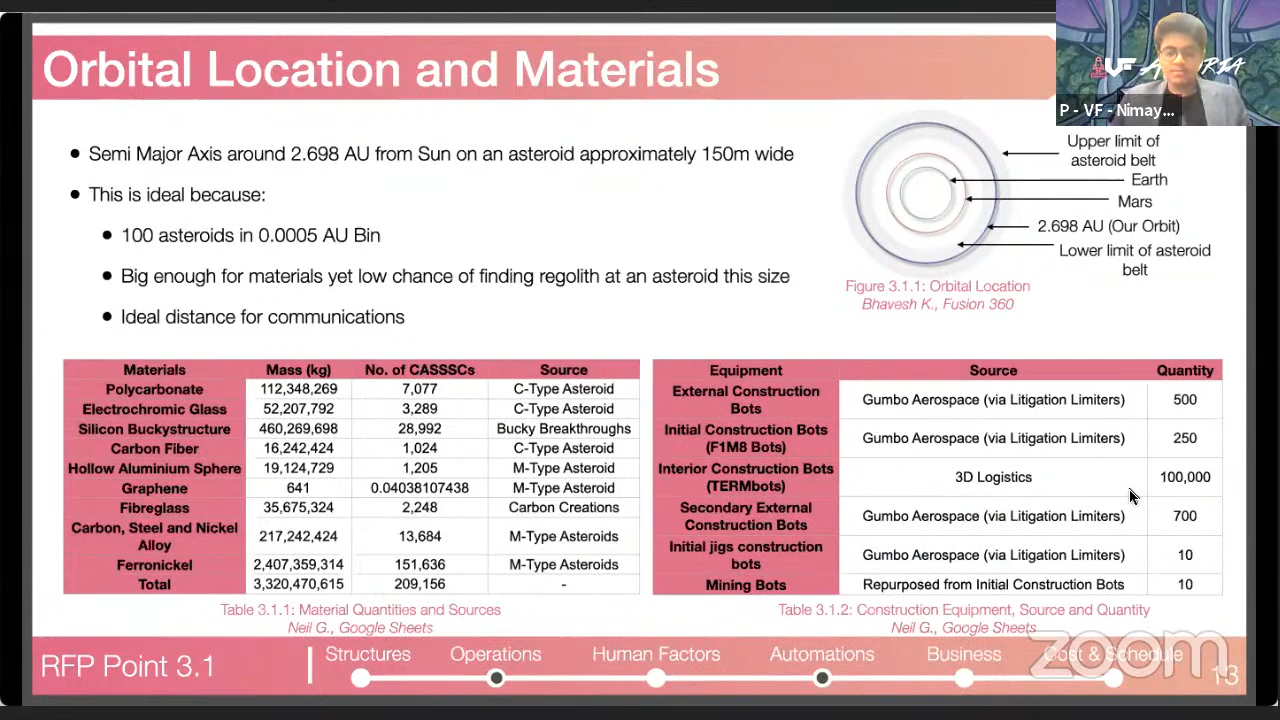 Orbital Location and Materials
VF
P - VF - Nimay...
● Semi Major Axis around 2.698 AU from Sun on an asteroid approximately 150m wide
● This is ideal because:
● 100 asteroids in 0.0005 AU Bin
● Big enough for materials yet low chance of finding regolith at an asteroid this size
● Ideal distance for communications
Upper limit of
asteroid belt
Earth
Mars
2.698 AU (Our Orbit)
Lower limit of asteroid
belt
Figure 3.1.1: Orbital Location
Bhavesh K., Fusion 360
Materials Mass (kg) No. of CASSSCs Source
Polycarbonate 112,348,269 7,077 C-Type Asteroid
Electrochromic Glass 52,207,792 3,289 C-Type Asteroid
Silicon Buckystructure 460,269,698 28,992 Bucky Breakthroughs
Carbon Fiber 16,242,424 1,024 C-Type Asteroid
Hollow Aluminium Sphere 19,124,729 1,205 M-Type Asteroid
Graphene 641 0.04038107438 M-Type Asteroid
Fibreglass 35,675,324 2,248 Carbon Creations
Carbon, Steel and Nickel
Alloy 217,242,424 13,684 M-Type Asteroids
Ferronickel 2,407,359,314 151,636 M-Type Asteroids
Total 3,320,470,615 209,156 -
Table 3.1.1: Material Quantities and Sources
Neil G., Google Sheets
Equipment Source Quantity
External Construction
Bots Gumbo Aerospace (via Litigation Limiters) 500
Initial Construction Bots
(F1M8 Bots) Gumbo Aerospace (via Litigation Limiters) 250
Interior Construction Bots
(TERMbots) 3D Logistics 100,000
Secondary External
Construction Bots Gumbo Aerospace (via Litigation Limiters) 700
Initial jigs construction
bots Gumbo Aerospace (via Litigation Limiters) 10
Mining Bots Repurposed from Initial Construction Bots 10
Table 3.1.2: Construction Equipment, Source and Quantity
Neil G., Google Sheets
RFP Point 3.1
Structures Operations Human Factors Automations Business Cost & Schedule
zoom
13